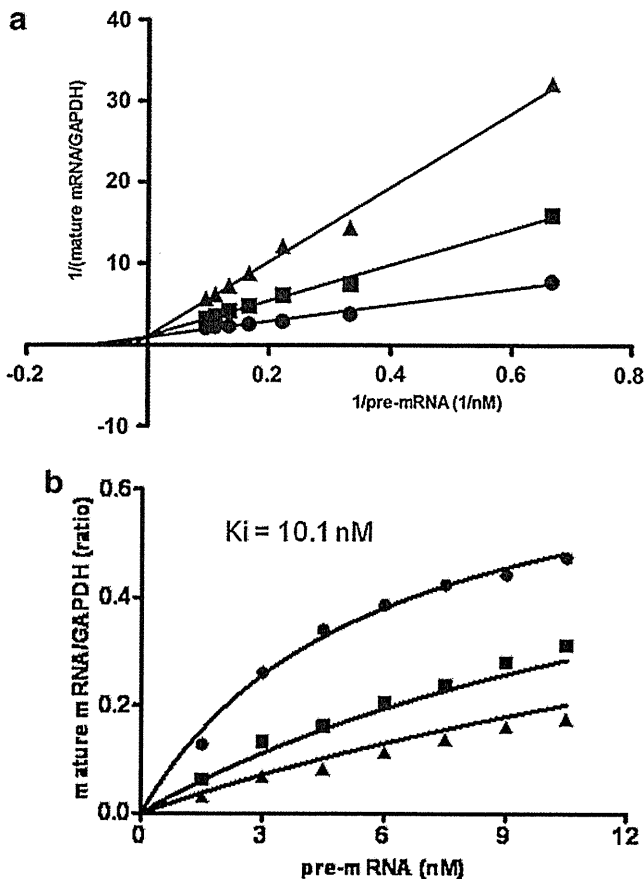 a
40
30
20
10
-10
-0.2
0.2
0.4
0.6
0.8
1/(mature mRNA/GAPDH)
1/pre-mRNA (1/nM)
b
Ki = 10.1 nM
0.6
0.4
0.2
0.0
0
3
6
9
12
mature mRNA/GAPDH (ratio)
pre-mRNA (nM)